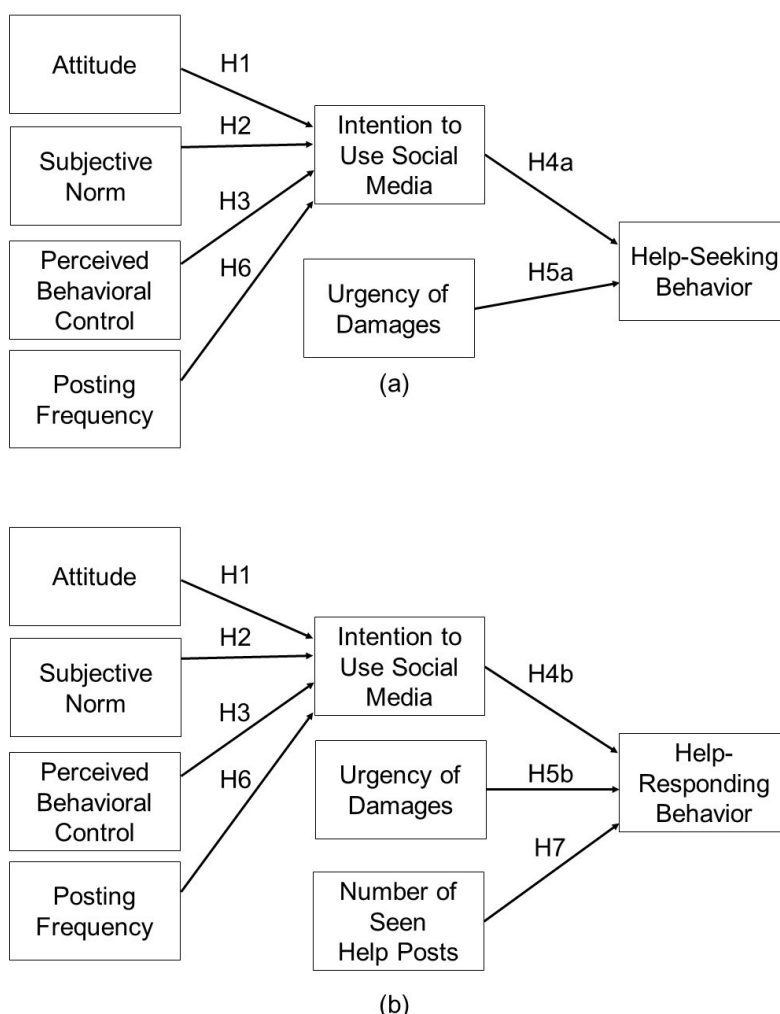 Attitude
H1
Subjective
Norm
H2
Perceived
Behavioral
Control
H3
Posting
Frequency
H6
Intention to
Use Social
Media
H4a
Urgency of
Damages
H5a
Help-Seeking
Behavior
(a)
Attitude
H1
Subjective
Norm
H2
Perceived
Behavioral
Control
H3
Posting
Frequency
H6
Intention to
Use Social
Media
H4b
Urgency of
Damages
H5b
Number of
Seen
Help Posts
H7
Help-
Responding
Behavior
(b)